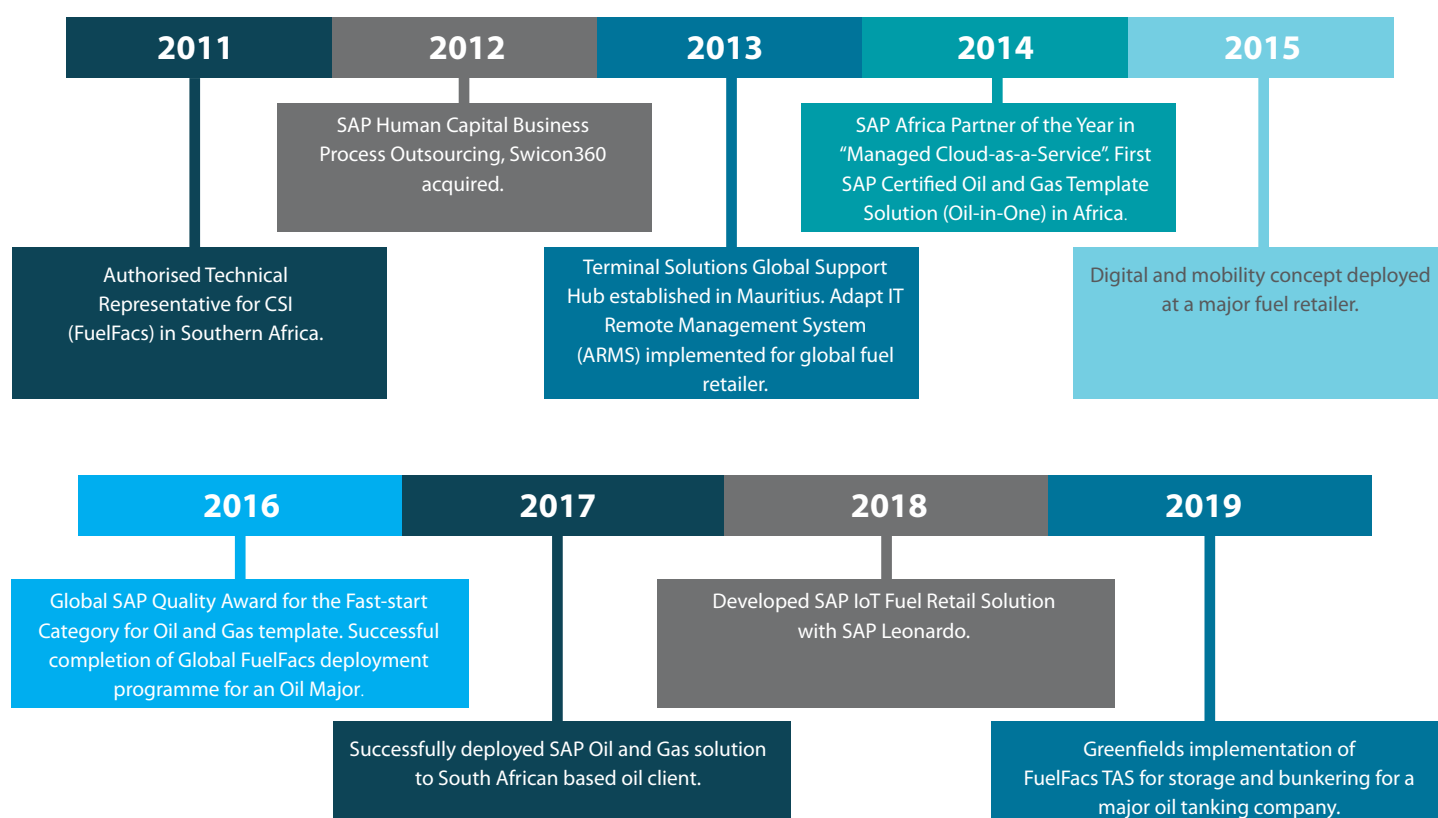 2011
2012
2013
2014
2015
SAP Human Capital Business
Process Outsourcing, Swicon360
acquired.
SAP Africa Partner of the Year in
“Managed Cloud-as-a-Service”. First
SAP Certified Oil and Gas Template
Solution (Oil-in-One) in Africa.
Authorised Technical
Representative for CSI
(FuelFacs) in Southern Africa.
Terminal Solutions Global Support
Hub established in Mauritius. Adapt IT
Remote Management System
(ARMS) implemented for global fuel
retailer.
Digital and mobility concept deployed
at a major fuel retailer.
2016
2017
2018
2019
Global SAP Quality Award for the Fast-start
Category for Oil and Gas template. Successful
completion of Global FuelFacs deployment
programme for an Oil Major.
Developed SAP IoT Fuel Retail Solution
with SAP Leonardo.
Successfully deployed SAP Oil and Gas solution
to South African based oil client.
Greenfields implementation of
FuelFacs TAS for storage and bunkering for a
major oil tanking company.